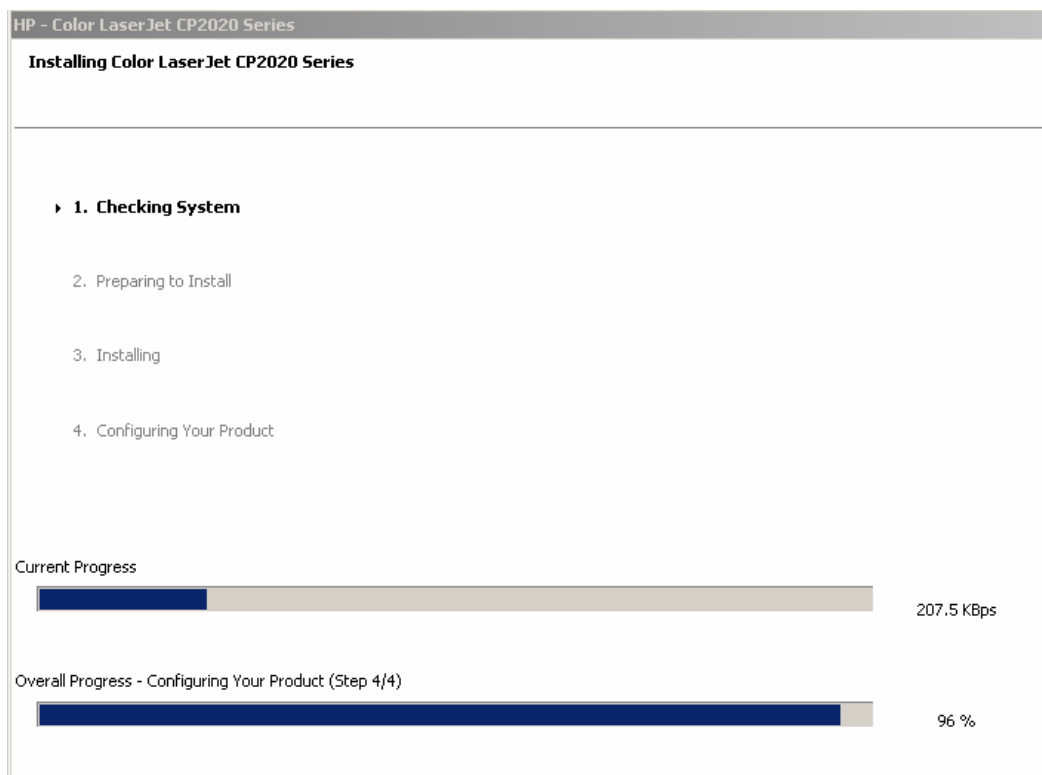 HP - Color LaserJet CP2020 Series
Installing Color LaserJet CP2020 Series
1. Checking System
2. Preparing to Install
3. Installing
4. Configuring Your Product
Current Progress
207.5 KBps
Overall Progress - Configuring Your Product (Step 4/4)
96 %